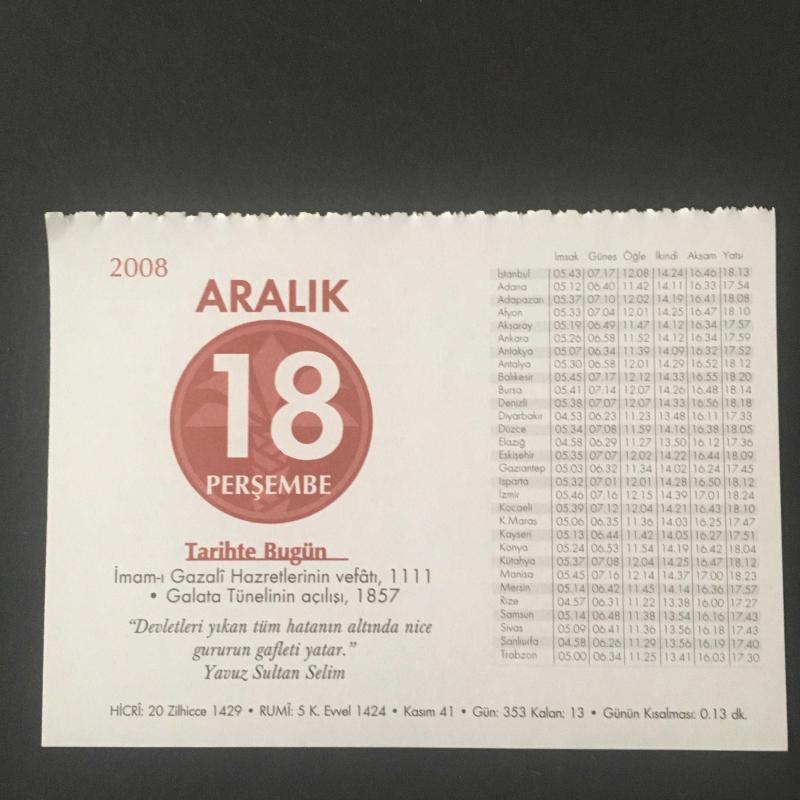 2008
ARALIK
18
PERŞEMBE
Tarihte Bugün
İmam-ı Gazalî Hazretlerinin vefâtı, 1111
• Galata Tünelinin açılışı, 1857
“Devletleri yıkan tüm hatanın altında nice
gururun gafleti yatar.”
Yavuz Sultan Selim
İmsak Güneş Öğle İkindi Akşam Yatsı
İstanbul 05.43 07.17 12.08 14.24 16.46 18.13
Adana 05.12 06.40 11.42 14.11 16.33 17.54
Adapazarı 05.37 07.10 12.02 14.19 16.41 18.08
Afyon 05.33 07.04 12.01 14.25 16.47 18.10
Aksaray 05.19 06.49 11.47 14.12 16.34 17.57
Ankara 05.26 06.58 11.52 14.12 16.34 17.59
Antakya 05.07 06.34 11.39 14.09 16.32 17.52
Antalya 05.30 06.58 12.01 14.29 16.52 18.12
Balıkesir 05.45 07.17 12.12 14.33 16.55 18.20
Bursa 05.41 07.14 12.07 14.26 16.48 18.14
Denizli 05.38 07.07 12.07 14.33 16.56 18.18
Diyarbakır 04.53 06.23 11.23 13.48 16.11 17.33
Düzce 05.34 07.08 11.59 14.16 16.38 18.05
Elazığ 04.58 06.29 11.27 13.50 16.12 17.36
Eskişehir 05.35 07.07 12.02 14.22 16.44 18.09
Gaziantep 05.03 06.32 11.34 14.02 16.24 17.45
Isparta 05.32 07.01 12.01 14.28 16.50 18.12
İzmir 05.46 07.16 12.15 14.39 17.01 18.24
Kocaeli 05.39 07.12 12.04 14.21 16.43 18.10
K.Maraş 05.06 06.35 11.36 14.03 16.25 17.47
Kayseri 05.13 06.44 11.42 14.05 16.27 17.51
Konya 05.24 06.53 11.54 14.19 16.42 18.04
Kütahya 05.37 07.08 12.04 14.25 16.47 18.12
Manisa 05.45 07.16 12.14 14.37 17.00 18.23
Mersin 05.14 06.42 11.45 14.14 16.36 17.57
Rize 04.57 06.31 11.22 13.38 16.00 17.27
Samsun 05.14 06.48 11.38 13.54 16.16 17.43
Sivas 05.09 06.41 11.36 13.56 16.18 17.43
Şanlıurfa 04.58 06.26 11.29 13.56 16.19 17.40
Trabzon 05.00 06.34 11.25 13.41 16.03 17.30
HİCRÎ: 20 Zilhicce 1429 • RUMÎ: 5 K. Evvel 1424 • Kasım 41 • Gün: 353 Kalan: 13 • Günün Kısalması: 0.13 dk.